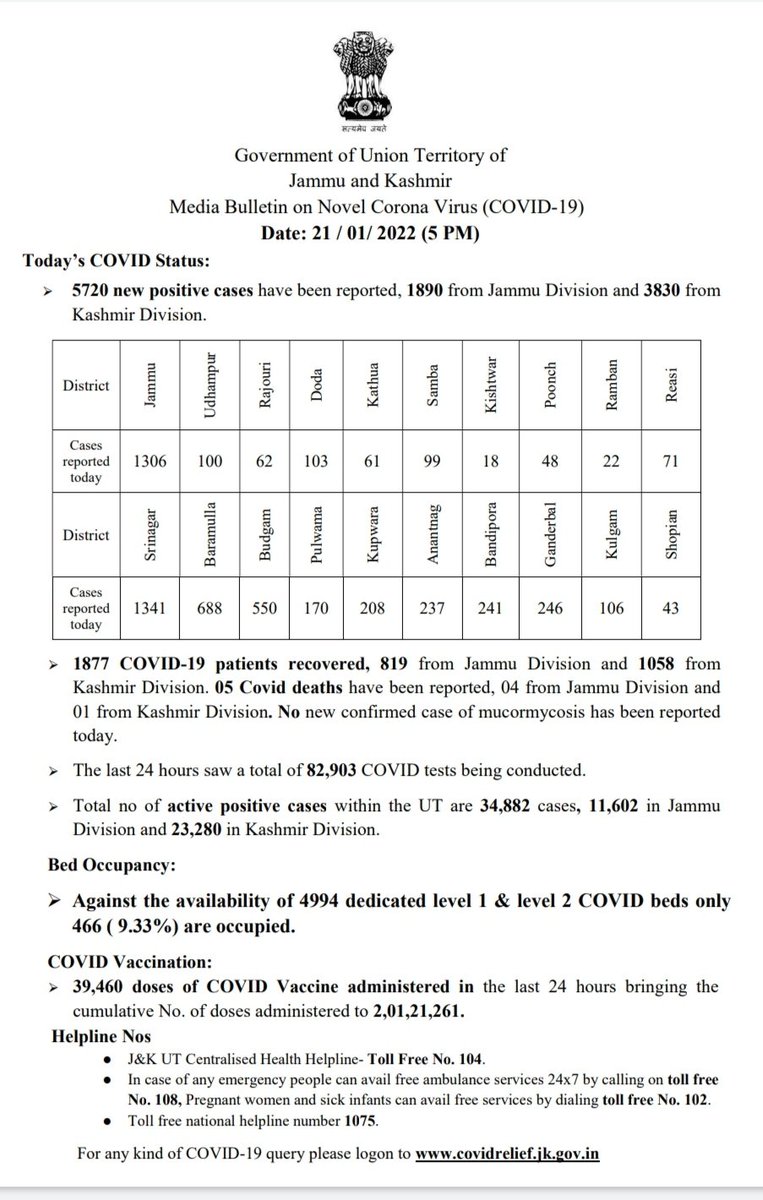 सत्यमेव जयते
Government of Union Territory of
Jammu and Kashmir
Media Bulletin on Novel Corona Virus (COVID-19)
Date: 21 / 01/ 2022 (5 PM)
Today's COVID Status:
➢ 5720 new positive cases have been reported, 1890 from Jammu Division and 3830 from
Kashmir Division.
District Jammu Udhampur Rajouri Doda Kathua Samba Kishtwar Poonch Ramban Reasi
Cases
reported
today 1306 100 62 103 61 99 18 48 22 71
District Srinagar Baramulla Budgam Pulwama Kupwara Anantnag Bandipora Ganderbal Kulgam Shopian
Cases
reported
today 1341 688 550 170 208 237 241 246 106 43
➢ 1877 COVID-19 patients recovered, 819 from Jammu Division and 1058 from
Kashmir Division. 05 Covid deaths have been reported, 04 from Jammu Division and
01 from Kashmir Division. No new confirmed case of mucormycosis has been reported
today.
➢ The last 24 hours saw a total of 82,903 COVID tests being conducted.
➢ Total no of active positive cases within the UT are 34,882 cases, 11,602 in Jammu
Division and 23,280 in Kashmir Division.
Bed Occupancy:
➢ Against the availability of 4994 dedicated level 1 & level 2 COVID beds only
466 ( 9.33%) are occupied.
COVID Vaccination:
➢ 39,460 doses of COVID Vaccine administered in the last 24 hours bringing the
cumulative No. of doses administered to 2,01,21,261.
Helpline Nos
● J&K UT Centralised Health Helpline- Toll Free No. 104.
● In case of any emergency people can avail free ambulance services 24x7 by calling on toll free
No. 108, Pregnant women and sick infants can avail free services by dialing toll free No. 102.
● Toll free national helpline number 1075.
For any kind of COVID-19 query please logon to www.covidrelief.jk.gov.in